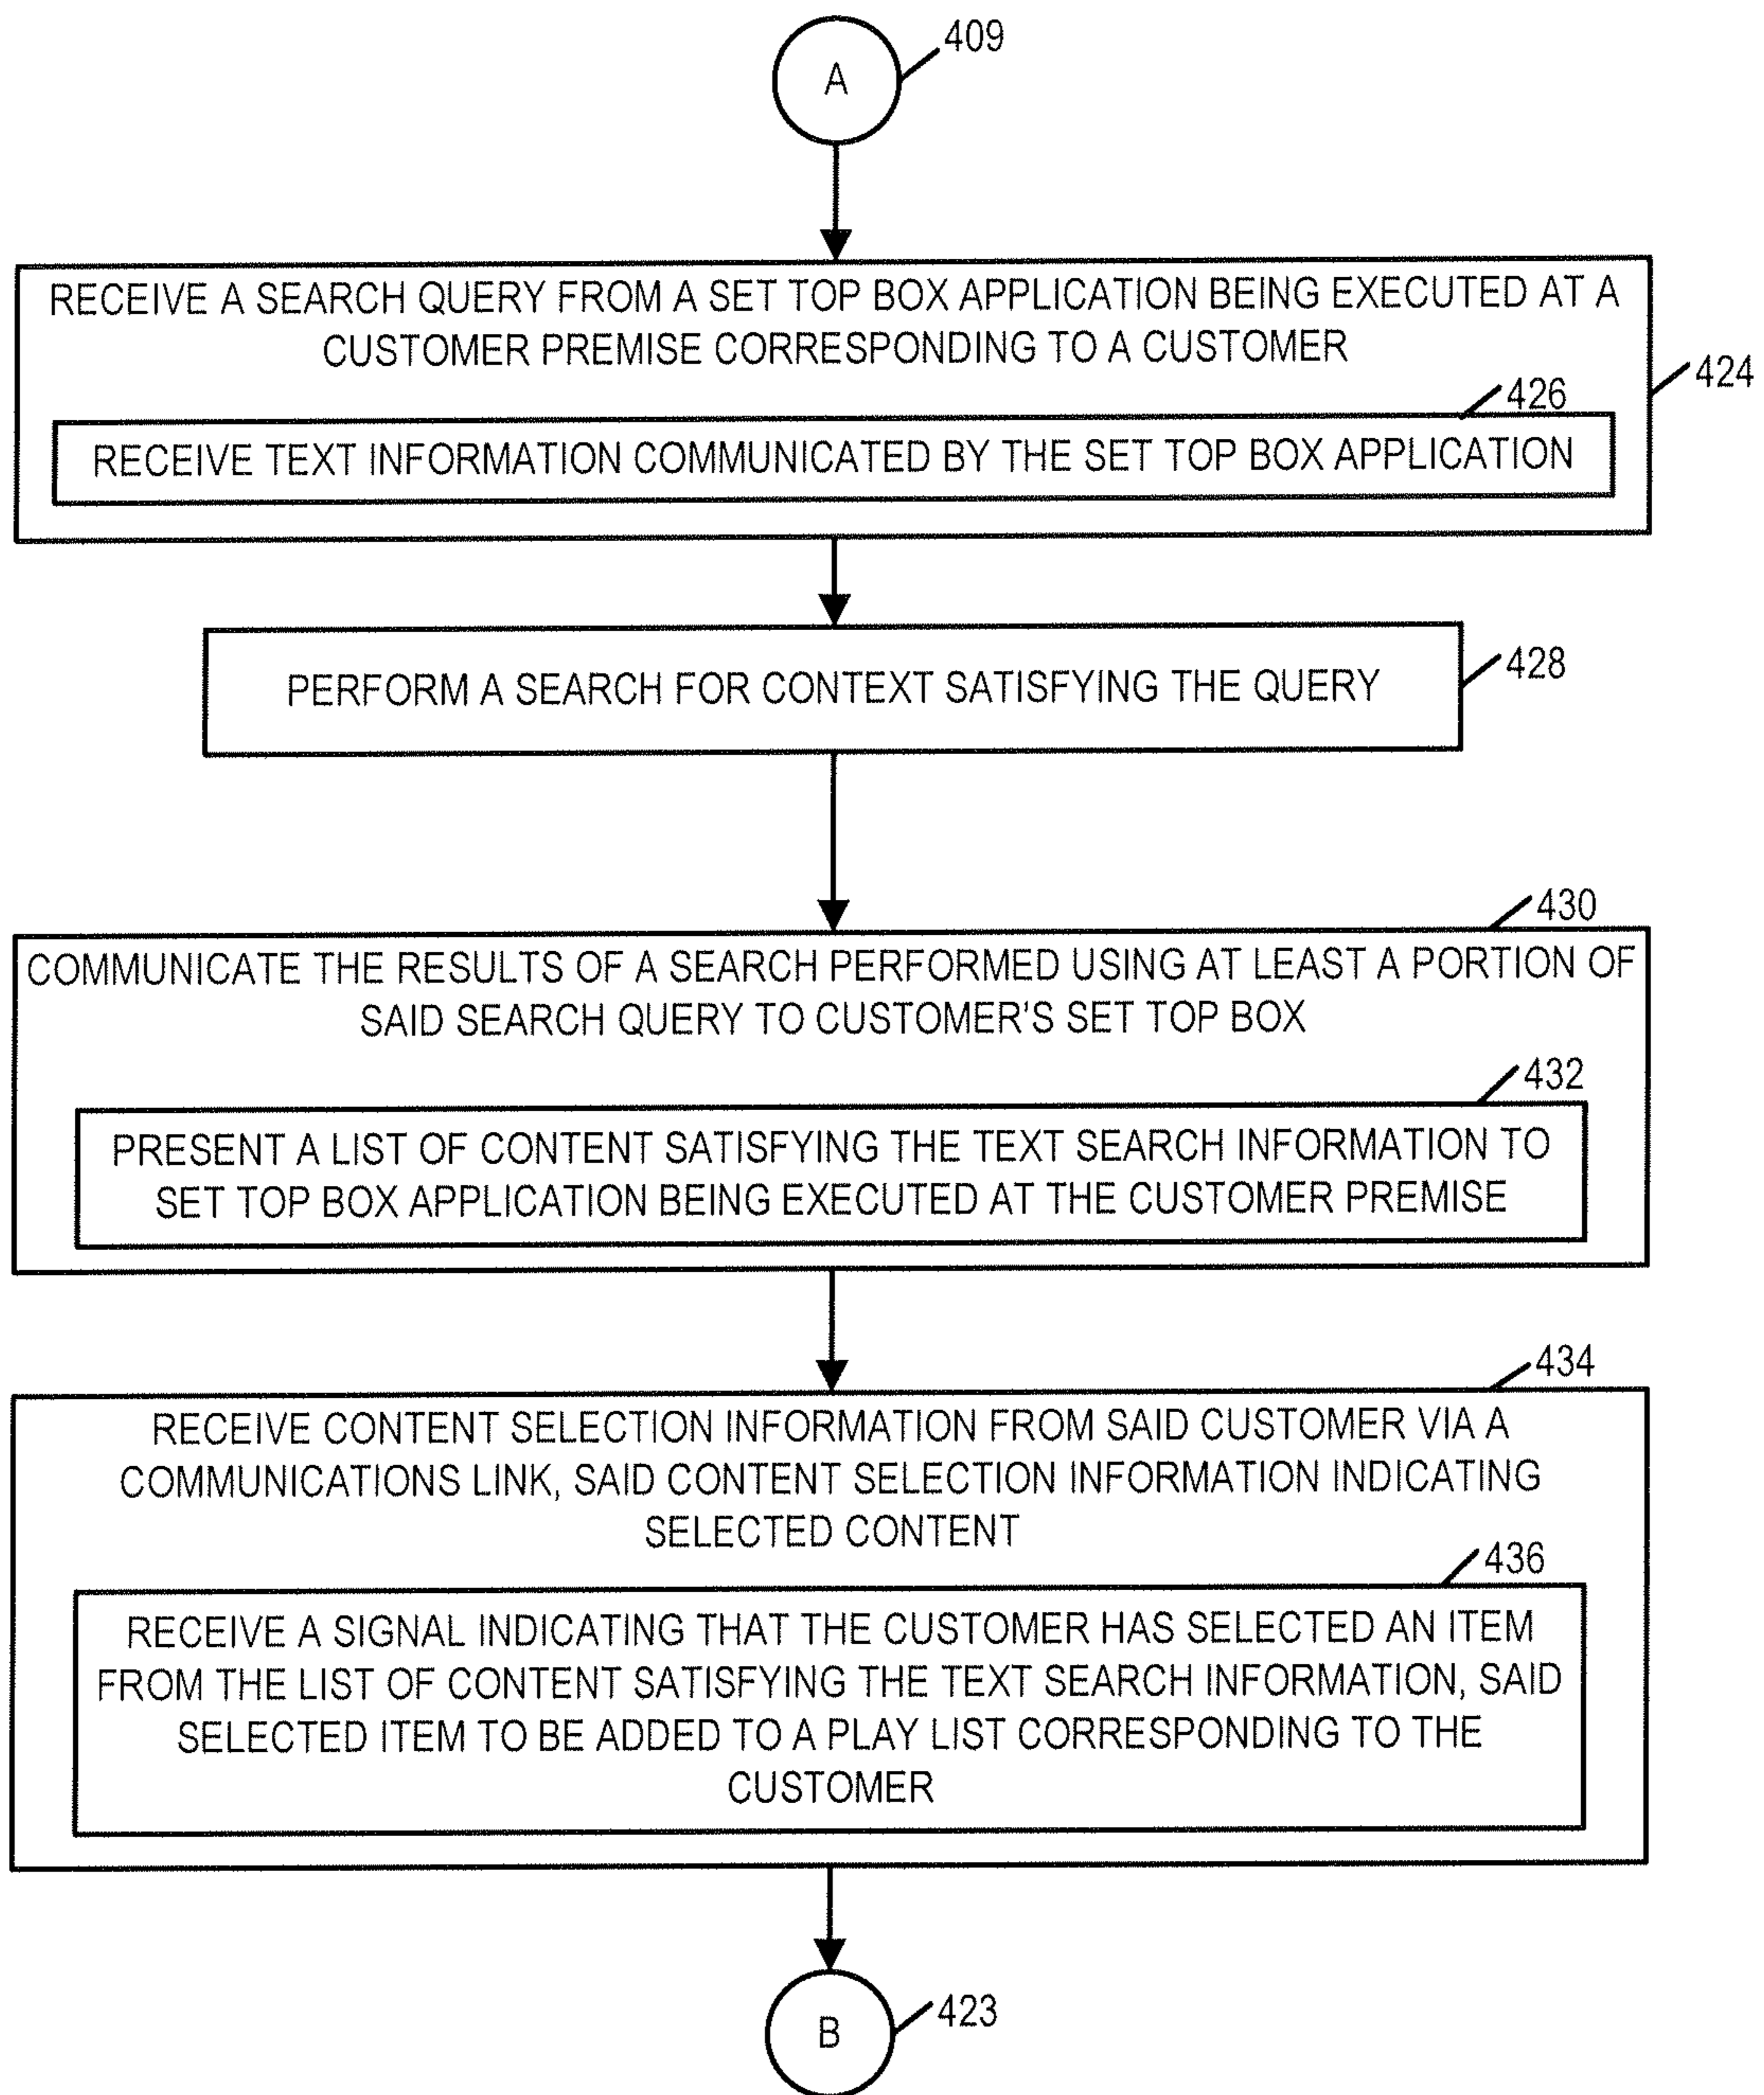 A
409
RECEIVE A SEARCH QUERY FROM A SET TOP BOX APPLICATION BEING EXECUTED AT A
CUSTOMER PREMISE CORRESPONDING TO A CUSTOMER
424
426
RECEIVE TEXT INFORMATION COMMUNICATED BY THE SET TOP BOX APPLICATION
PERFORM A SEARCH FOR CONTEXT SATISFYING THE QUERY
428
430
COMMUNICATE THE RESULTS OF A SEARCH PERFORMED USING AT LEAST A PORTION OF
SAID SEARCH QUERY TO CUSTOMER'S SET TOP BOX
432
PRESENT A LIST OF CONTENT SATISFYING THE TEXT SEARCH INFORMATION TO
SET TOP BOX APPLICATION BEING EXECUTED AT THE CUSTOMER PREMISE
434
RECEIVE CONTENT SELECTION INFORMATION FROM SAID CUSTOMER VIA A
COMMUNICATIONS LINK, SAID CONTENT SELECTION INFORMATION INDICATING
SELECTED CONTENT
436
RECEIVE A SIGNAL INDICATING THAT THE CUSTOMER HAS SELECTED AN ITEM
FROM THE LIST OF CONTENT SATISFYING THE TEXT SEARCH INFORMATION, SAID
SELECTED ITEM TO BE ADDED TO A PLAY LIST CORRESPONDING TO THE
CUSTOMER
B
423